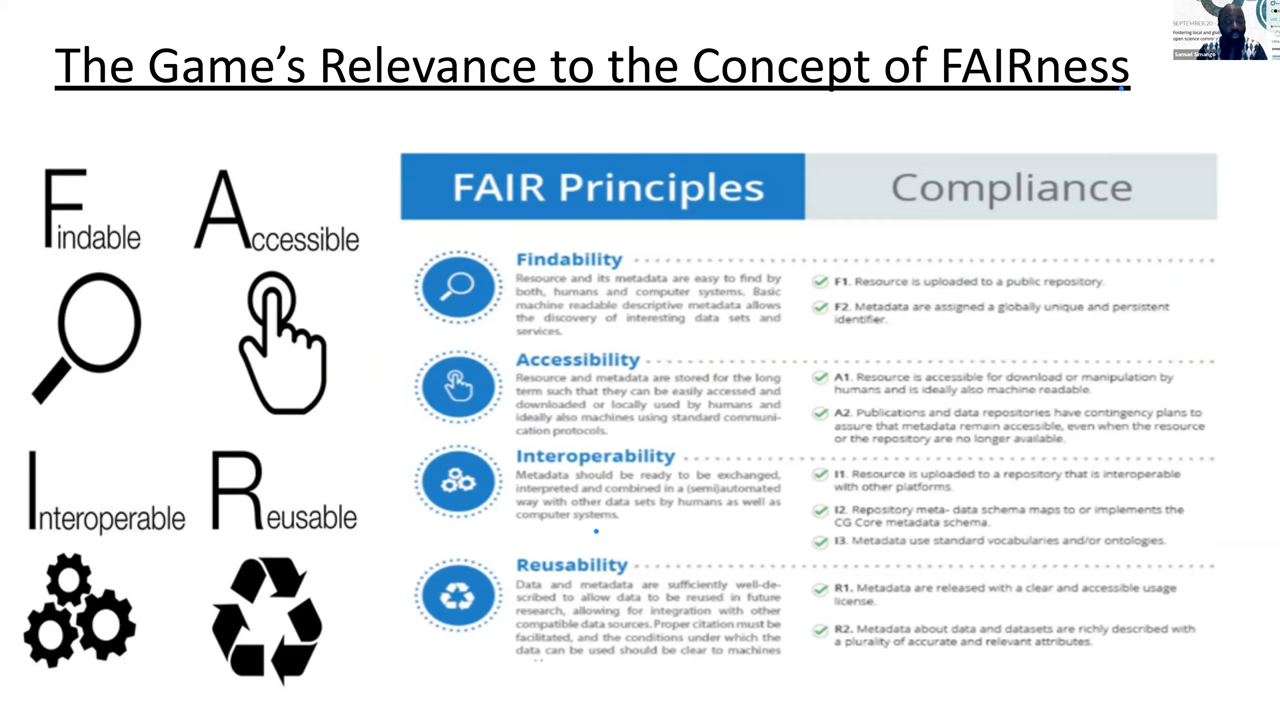 The Game's Relevance to the Concept of FAIRness
SEPTEMBER 20
Fostering local and glo
open science comm
Samuel Simango
Findable
Accessible
Interoperable
Reusable
FAIR Principles
Compliance
Findability
Resource and its metadata are easy to find by
both, humans and computer systems. Basic
machine readable descriptive metadata allows
the discovery of interesting data sets and
services.
F1. Resource is uploaded to a public repository.
F2. Metadata are assigned a globally unique and persistent
identifier.
Accessibility
Resource and metadata are stored for the long
term such that they can be easily accessed and
downloaded or locally used by humans and
ideally also machines using standard communi-
cation protocols.
A1. Resource is accessible for download or manipulation by
humans and is ideally also machine readable.
A2. Publications and data repositories have contingency plans to
assure that metadata remain accessible, even when the resource
or the repository are no longer available.
Interoperability
Metadata should be ready to be exchanged,
interpreted and combined in a (semi)automated
way with other data sets by humans as well as
computer systems.
I1. Resource is uploaded to a repository that is interoperable
with other platforms.
I2. Repository meta- data schema maps to or implements the
CG Core metadata schema.
I3. Metadata use standard vocabularies and/or ontologies.
Reusability
Data and metadata are sufficiently well-de-
scribed to allow data to be reused in future
research, allowing for integration with other
compatible data sources. Proper citation must be
facilitated, and the conditions under which the
data can be used should be clear to machines
R1. Metadata are released with a clear and accessible usage
license.
R2. Metadata about data and datasets are richly described with
a plurality of accurate and relevant attributes.